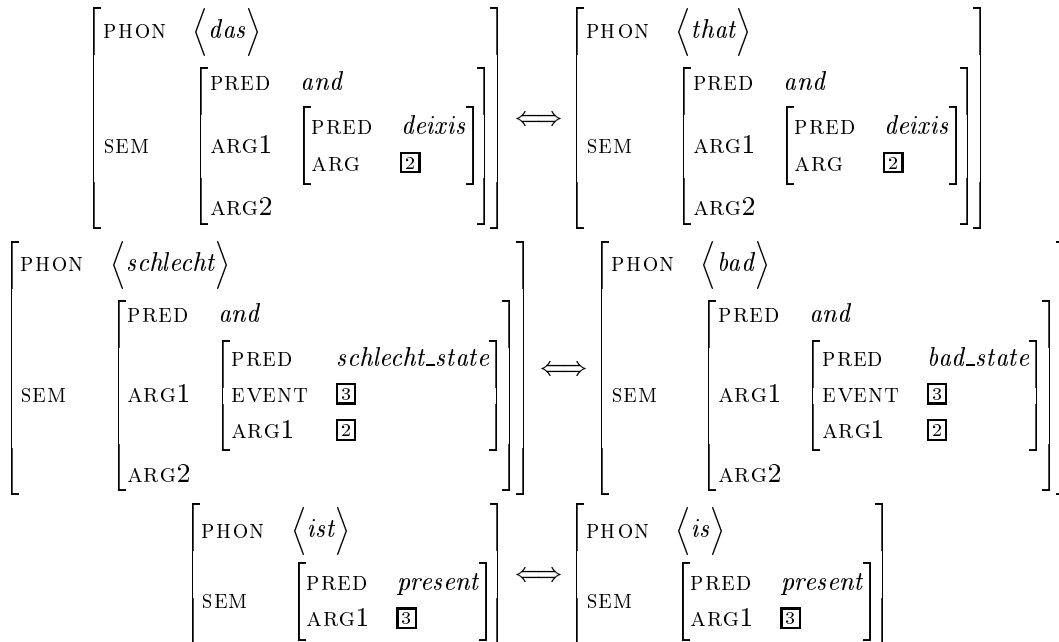 PHON ⟨das⟩ PHON ⟨that⟩
PRED and PRED and
SEM ARG1 PRED deixis ⟺ SEM ARG1 PRED deixis
ARG 2 ARG 2
ARG2 ARG2
PHON ⟨schlecht⟩ PHON ⟨bad⟩
PRED and PRED and
PRED schlecht_state PRED bad_state
SEM ARG1 EVENT 3 ⟺ SEM ARG1 EVENT 3
ARG1 2 ARG1 2
ARG2 ARG2
PHON ⟨ist⟩ PHON ⟨is⟩
SEM PRED present ⟺ SEM PRED present
ARG1 3 ARG1 3